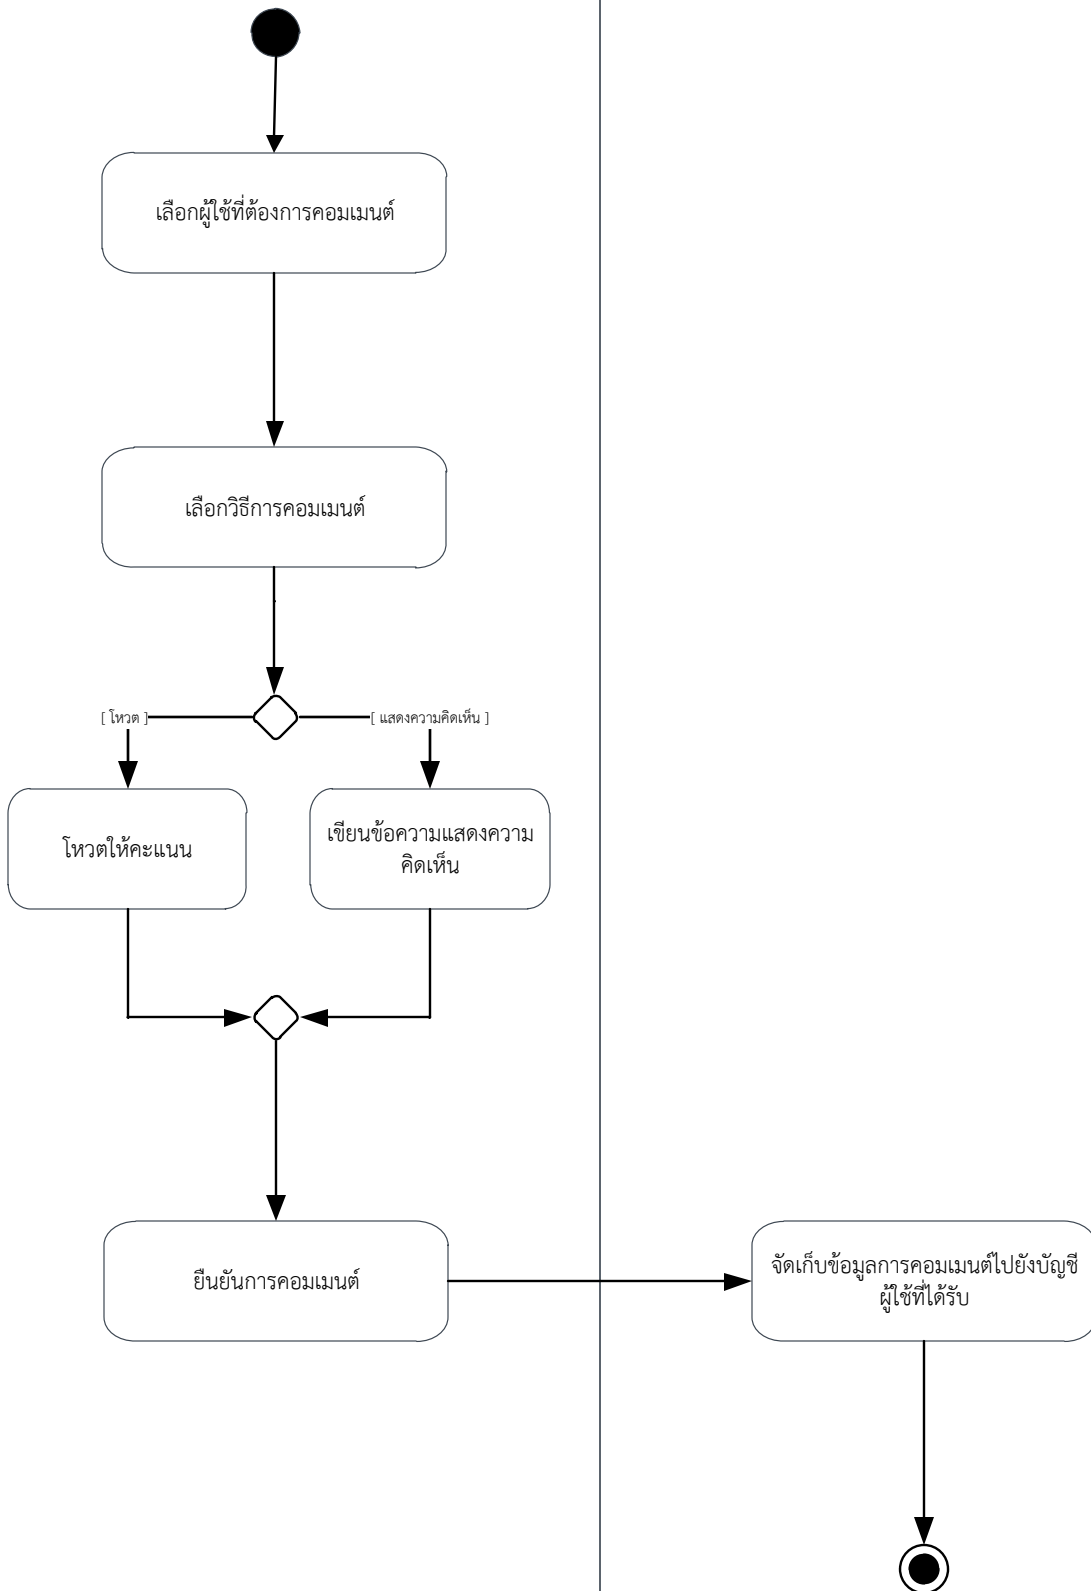 เลือกผู้ใช้ที่ต้องการคอมเมนต์
เลือกวิธีการคอมเมนต์
[ โหวต ]
[ แสดงความคิดเห็น ]
โหวตให้คะแนน
เขียนข้อความแสดงความ
คิดเห็น
ยืนยันการคอมเมนต์
จัดเก็บข้อมูลการคอมเมนต์ไปยังบัญชี
ผู้ใช้ที่ได้รับ